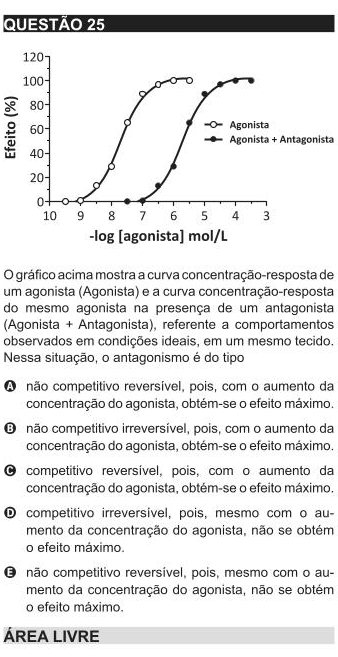 QUESTÃO 25
120
100
80
60
40
20
0
Efeito (%)
Agonista
Agonista + Antagonista
10 9 8 7 6 5 4 3
-log [agonista] mol/L
O gráfico acima mostra a curva concentração-resposta de
um agonista (Agonista) e a curva concentração-resposta
do mesmo agonista na presença de um antagonista
(Agonista + Antagonista), referente a comportamentos
observados em condições ideais, em um mesmo tecido.
Nessa situação, o antagonismo é do tipo
A não competitivo reversível, pois, com o aumento da
concentração do agonista, obtém-se o efeito máximo.
B não competitivo irreversível, pois, com o aumento da
concentração do agonista, obtém-se o efeito máximo.
C competitivo reversível, pois, com o aumento da
concentração do agonista, obtém-se o efeito máximo.
D competitivo irreversível, pois, mesmo com o au-
mento da concentração do agonista, não se obtém
o efeito máximo.
E não competitivo reversível, pois, mesmo com o au-
mento da concentração do agonista, não se obtém
o efeito máximo.
ÁREA LIVRE